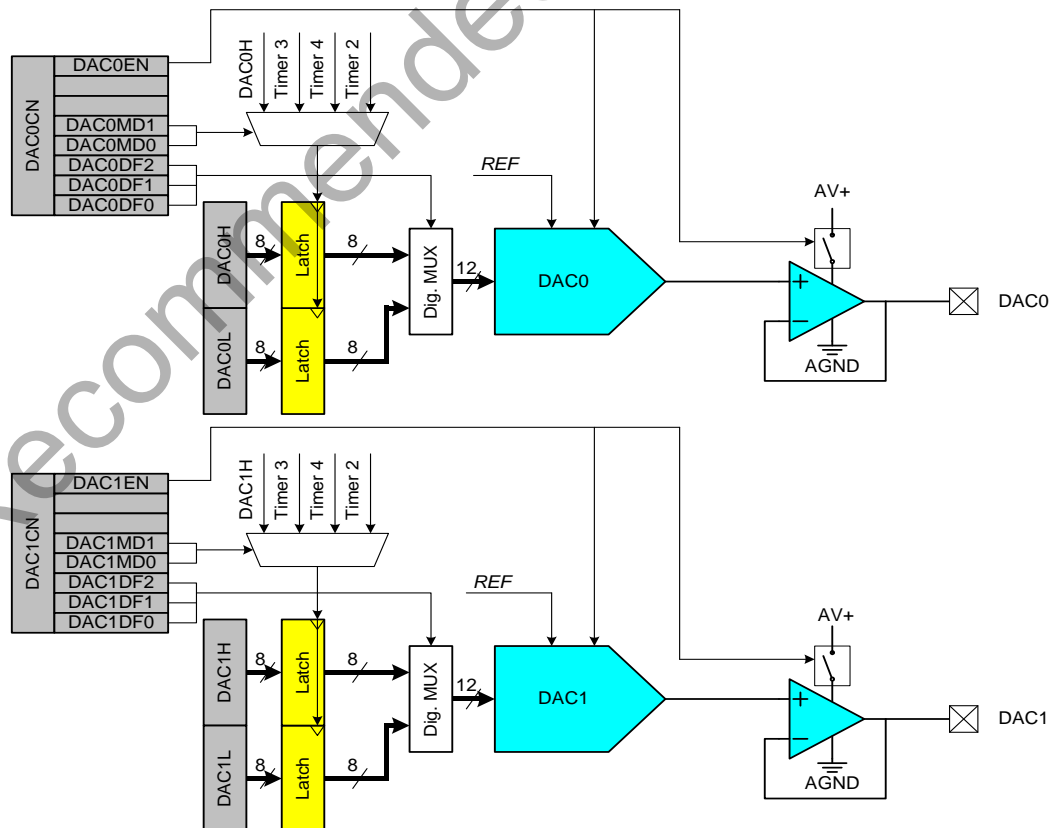 DAC0CN
DAC0EN
DAC0MD1
DAC0MD0
DAC0DF2
DAC0DF1
DAC0DF0
DAC0H
Timer 3
Timer 4
Timer 2
REF
AV+
DAC0H
8
Latch
8
Dig. MUX
12
DAC0
+
−
DAC0
DAC0L
8
Latch
8
AGND
DAC1CN
DAC1EN
DAC1MD1
DAC1MD0
DAC1DF2
DAC1DF1
DAC1DF0
DAC1H
Timer 3
Timer 4
Timer 2
REF
AV+
DAC1H
8
Latch
8
Dig. MUX
12
DAC1
+
−
DAC1
DAC1L
8
Latch
8
AGND
ecommende